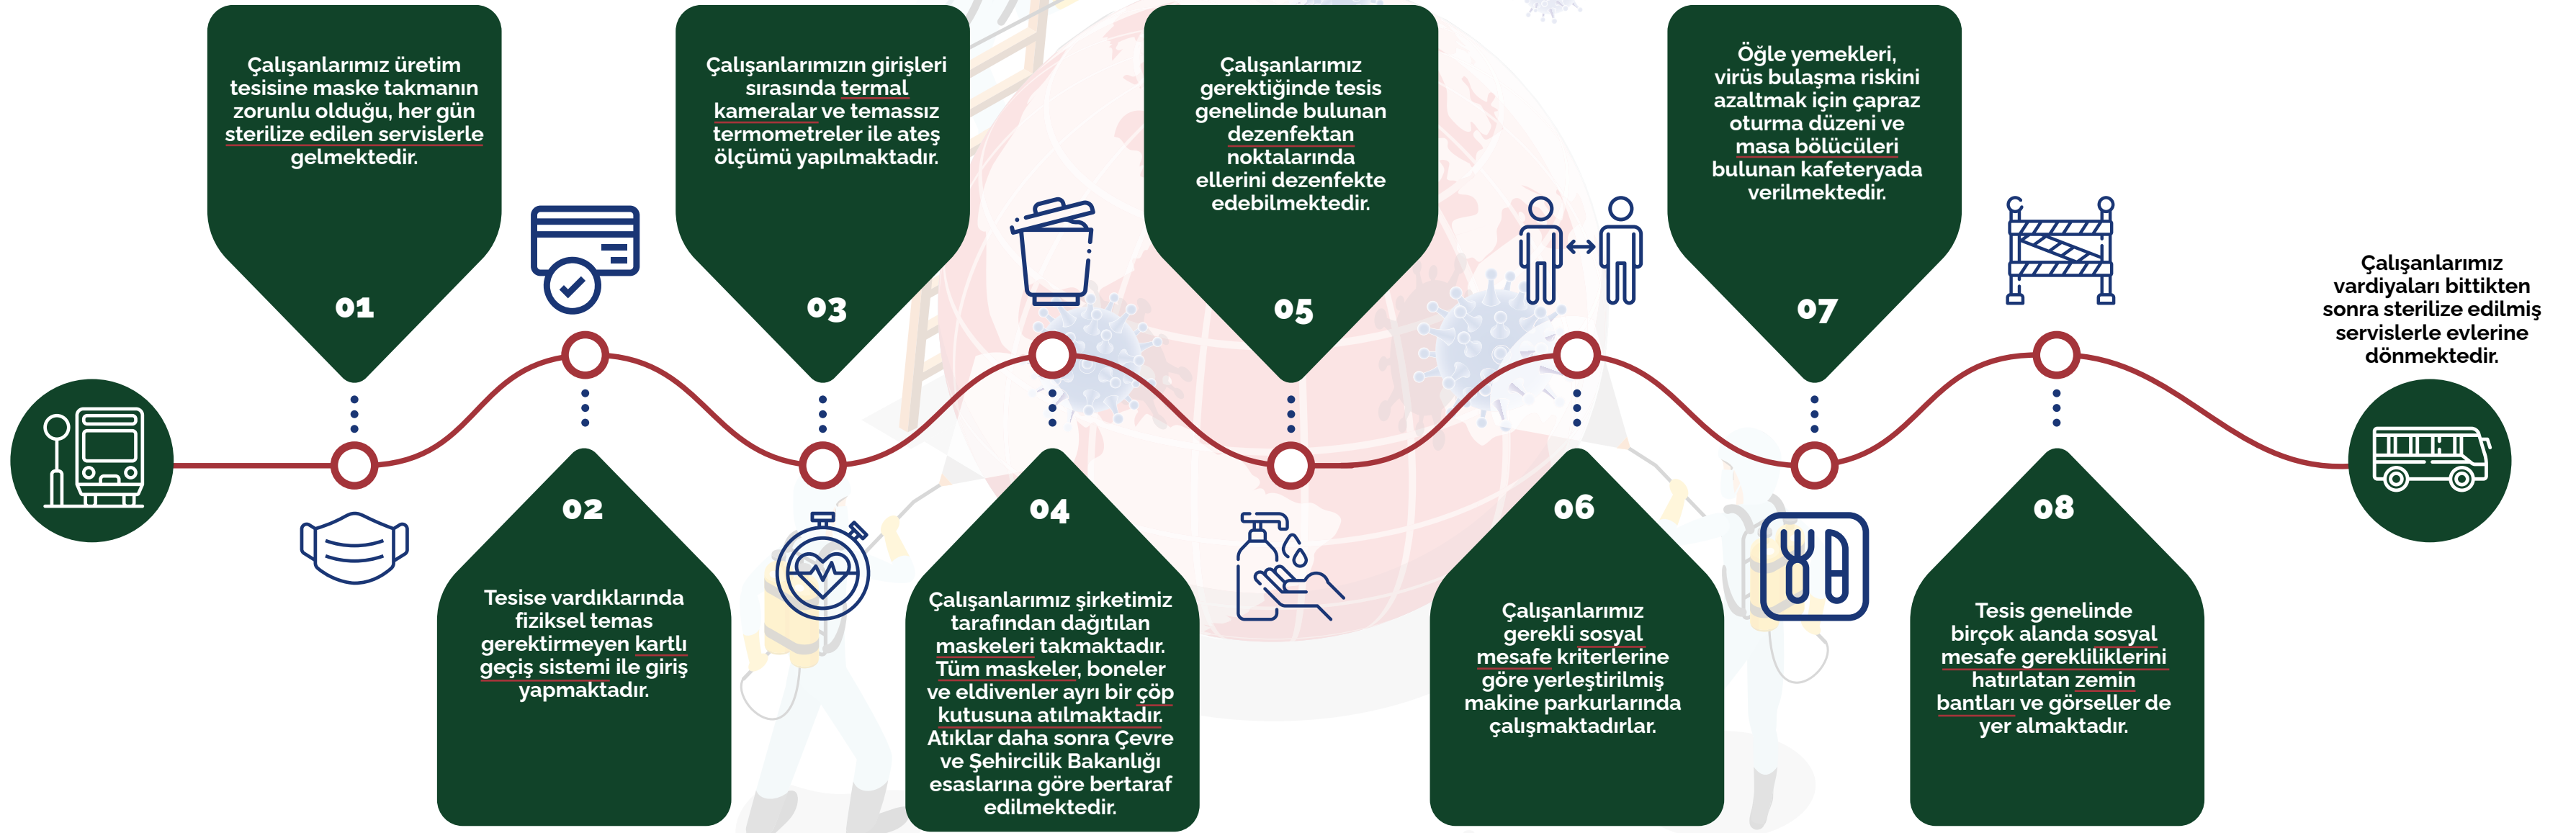 Çalışanlarımız üretim
tesisine maske takmanın
zorunlu olduğu, her gün
sterilize edilen servislerle
gelmektedir.
01
02
Tesise vardıklarında
fiziksel temas
gerektirmeyen kartlı
geçiş sistemi ile giriş
yapmaktadır.
Çalışanlarımızın girişleri
sırasında termal
kameralar ve temassız
termometreler ile ateş
ölçümü yapılmaktadır.
03
04
Çalışanlarımız şirketimiz
tarafından dağıtılan
maskeleri takmaktadır.
Tüm maskeler, boneler
ve eldivenler ayrı bir çöp
kutusuna atılmaktadır.
Atıklar daha sonra Çevre
ve Şehircilik Bakanlığı
esaslarına göre bertaraf
edilmektedir.
Çalışanlarımız
gerektiğinde tesis
genelinde bulunan
dezenfektan
noktalarında
ellerini dezenfekte
edebilmektedir.
05
06
Çalışanlarımız
gerekli sosyal
mesafe kriterlerine
göre yerleştirilmiş
makine parkurlarında
çalışmaktadırlar.
Öğle yemekleri,
virüs bulaşma riskini
azaltmak için çapraz
oturma düzeni ve
masa bölücüleri
bulunan kafeteryada
verilmektedir.
07
08
Tesis genelinde
birçok alanda sosyal
mesafe gerekliliklerini
hatırlatan zemin
bantları ve görseller de
yer almaktadır.
Çalışanlarımız
vardiyaları bittikten
sonra sterilize edilmiş
servislerle evlerine
dönmektedir.